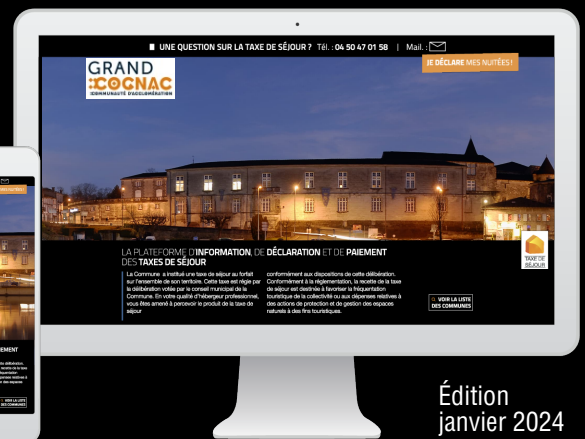 UNE QUESTION SUR LA TAXE DE SÉJOUR ? Tél. : 04 50 47 01 58 | Mail. :
JE DÉCLARE MES NUITÉES !
GRAND
COGNAC
COMMUNAUTÉ D'AGGLOMÉRATION
LA PLATEFORME D'INFORMATION, DE DÉCLARATION ET DE PAIEMENT
DES TAXES DE SÉJOUR
La Commune a institué une taxe de séjour au forfait
sur l'ensemble de son territoire. Cette taxe est régie par
la délibération votée par le conseil municipal de la
Commune. En votre qualité d'hébergeur professionnel,
vous êtes amené à percevoir le produit de la taxe de
séjour
conformément aux dispositions de cette délibération.
Conformément à la réglementation, la recette de la taxe
de séjour est destinée à favoriser la fréquentation
touristique de la collectivité ou aux dépenses relatives à
des actions de protection et de gestion des espaces
naturels à des fins touristiques.
TAXE DE
SÉJOUR
VOIR LA LISTE
DES COMMUNES
VOIR LA LISTE
DES COMMUNES
Édition
janvier 2024